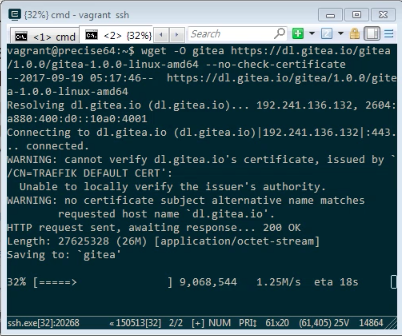 {32%} cmd - vagrant ssh
<1> cmd
<2> {32%}
Search
vagrant@precise64:~$ wget -O gitea https://dl.gitea.io/gitea
/1.0.0/gitea-1.0.0-linux-amd64 --no-check-certificate
--2017-09-19 05:17:46--  https://dl.gitea.io/gitea/1.0.0/gite
a-1.0.0-linux-amd64
Resolving dl.gitea.io (dl.gitea.io)... 192.241.136.132, 2604:
a880:400:d0::10a0:4001
Connecting to dl.gitea.io (dl.gitea.io)|192.241.136.132|:443.
.. connected.
WARNING: cannot verify dl.gitea.io's certificate, issued by `
/CN=TRAEFIK DEFAULT CERT':
  Unable to locally verify the issuer's authority.
WARNING: no certificate subject alternative name matches
        requested host name `dl.gitea.io'.
HTTP request sent, awaiting response... 200 OK
Length: 27625328 (26M) [application/octet-stream]
Saving to: `gitea'
32% [=====>              ] 9,068,544   1.25M/s  eta 18s
ssh.exe[32]:20268 «150513[32] 2/2 [+] NUM PRI↕ 61x20 (61,405) 25V 14864